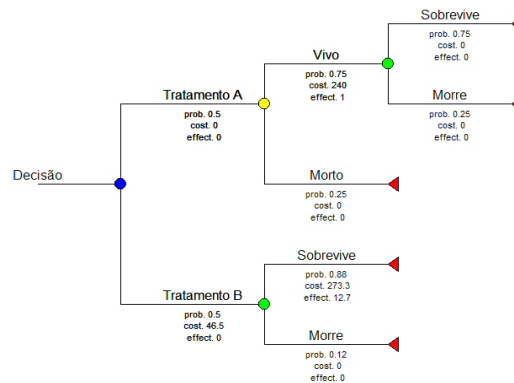 Sobrevive
prob. 0.75
cost. 0
effect. 0
Vivo
prob. 0.75
cost. 240
effect. 1
Morre
prob. 0.25
cost. 0
effect. 0
Tratamento A
prob. 0.5
cost. 0
effect. 0
Morto
prob. 0.25
cost. 0
effect. 0
Decisão
Sobrevive
prob. 0.88
cost. 273.3
effect. 12.7
Tratamento B
prob. 0.5
cost. 46.5
effect. 0
Morre
prob. 0.12
cost. 0
effect. 0